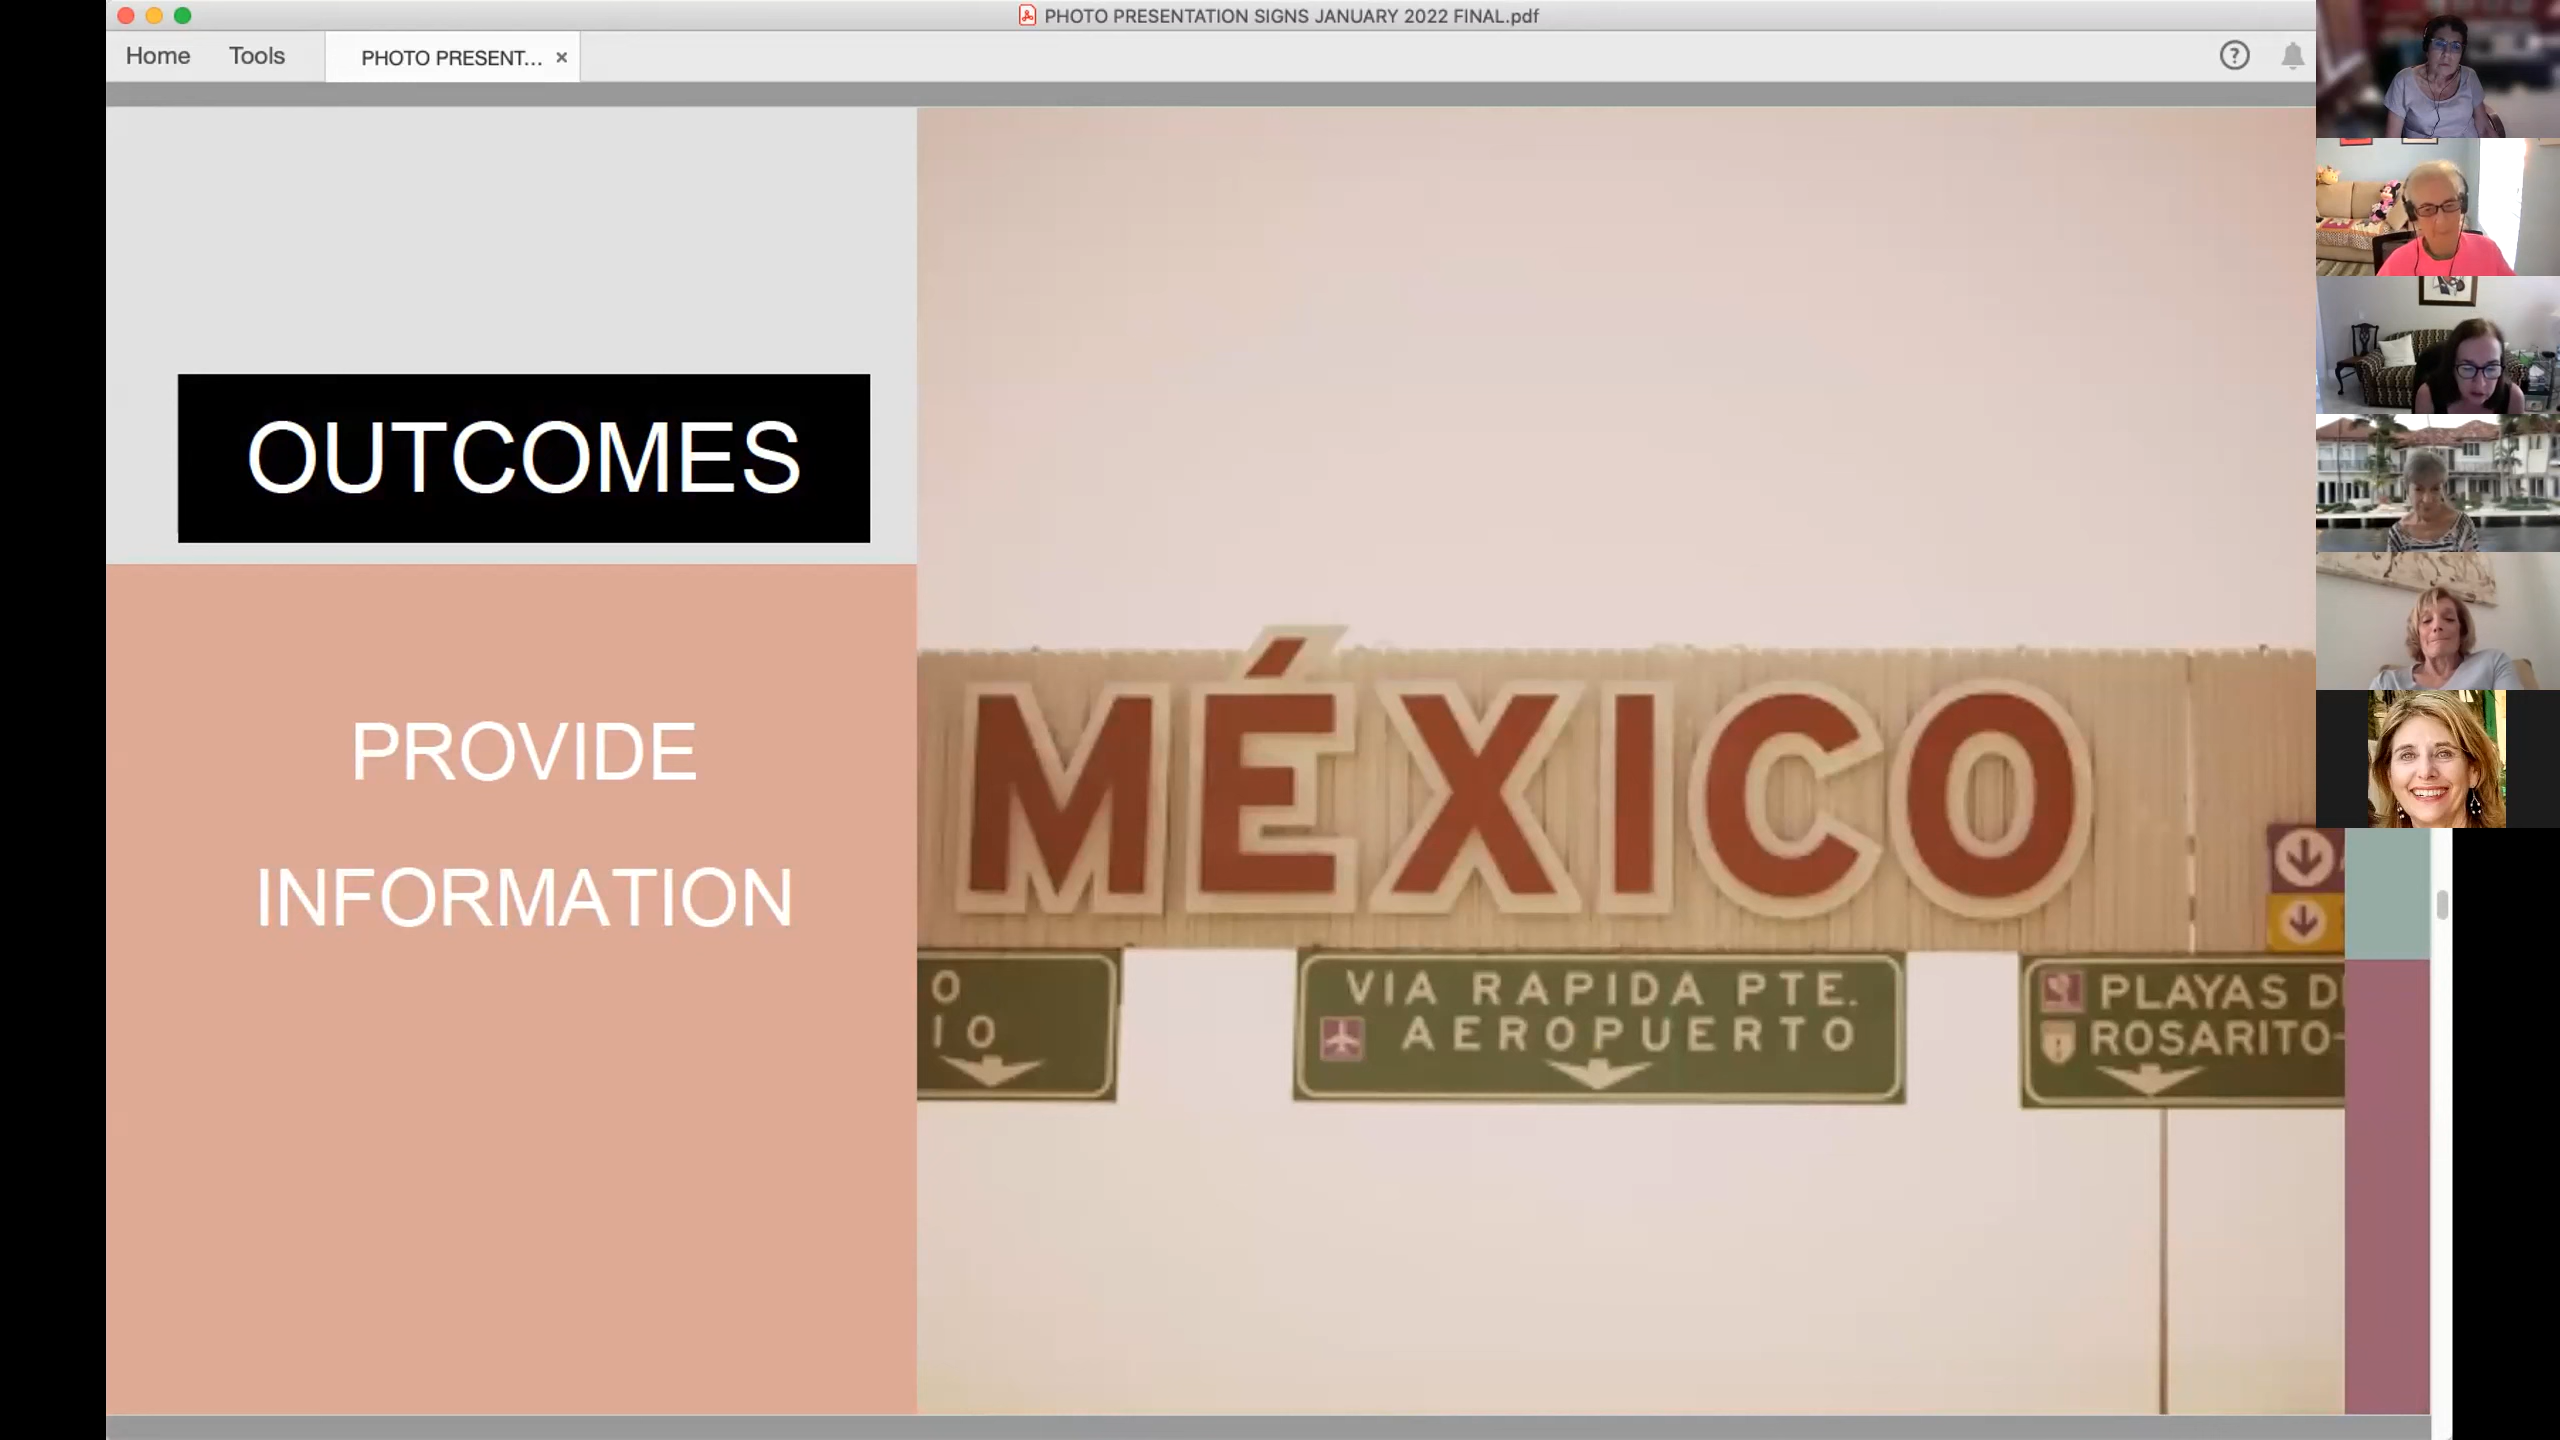 PHOTO PRESENTATION SIGNS JANUARY 2022 FINAL.pdf
Home Tools PHOTO PRESENT... ×
?
OUTCOMES
PROVIDE
INFORMATION
MÉXICO
O
IO
VIA RAPIDA PTE.
AEROPUERTO
PLAYAS D
ROSARITO-